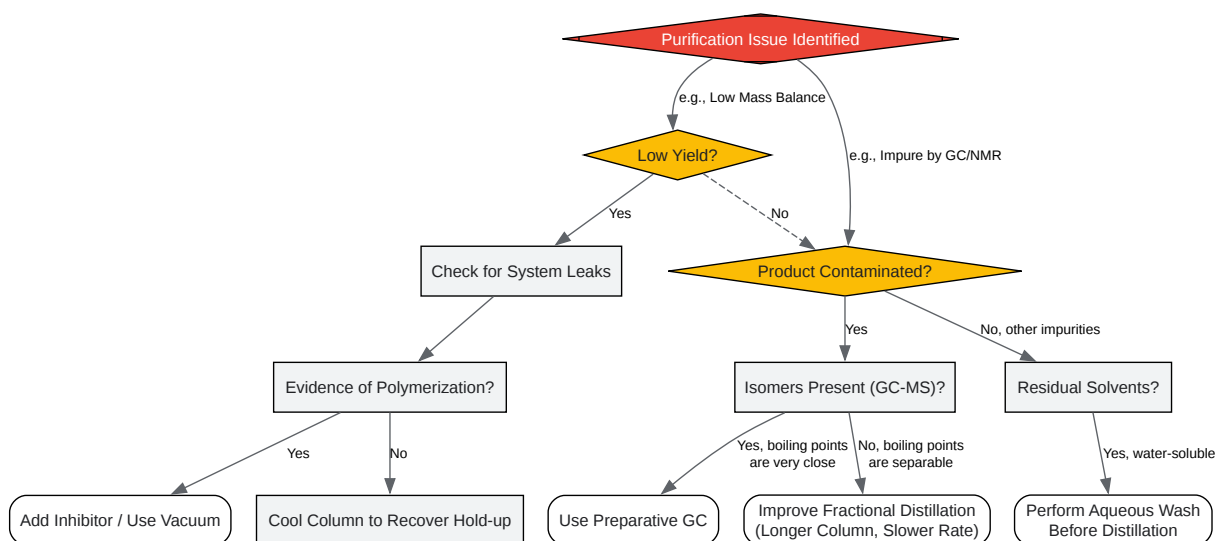 Purification Issue Identified
e.g., Low Mass Balance
Low Yield?
e.g., Impure by GC/NMR
Yes
No
Check for System Leaks
Product Contaminated?
Yes
No, other impurities
Evidence of Polymerization?
Isomers Present (GC-MS)?
Residual Solvents?
Yes
No
Yes, boiling points
are very close
No, boiling points
are separable
Yes, water-soluble
Add Inhibitor / Use Vacuum
Cool Column to Recover Hold-up
Use Preparative GC
Improve Fractional Distillation
(Longer Column, Slower Rate)
Perform Aqueous Wash
Before Distillation